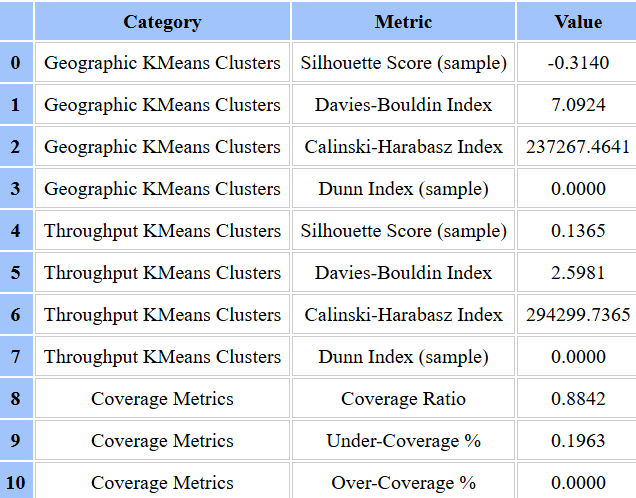 Category Metric Value
0 Geographic KMeans Clusters Silhouette Score (sample) -0.3140
1 Geographic KMeans Clusters Davies-Bouldin Index 7.0924
2 Geographic KMeans Clusters Calinski-Harabasz Index 237267.4641
3 Geographic KMeans Clusters Dunn Index (sample) 0.0000
4 Throughput KMeans Clusters Silhouette Score (sample) 0.1365
5 Throughput KMeans Clusters Davies-Bouldin Index 2.5981
6 Throughput KMeans Clusters Calinski-Harabasz Index 294299.7365
7 Throughput KMeans Clusters Dunn Index (sample) 0.0000
8 Coverage Metrics Coverage Ratio 0.8842
9 Coverage Metrics Under-Coverage % 0.1963
10 Coverage Metrics Over-Coverage % 0.0000